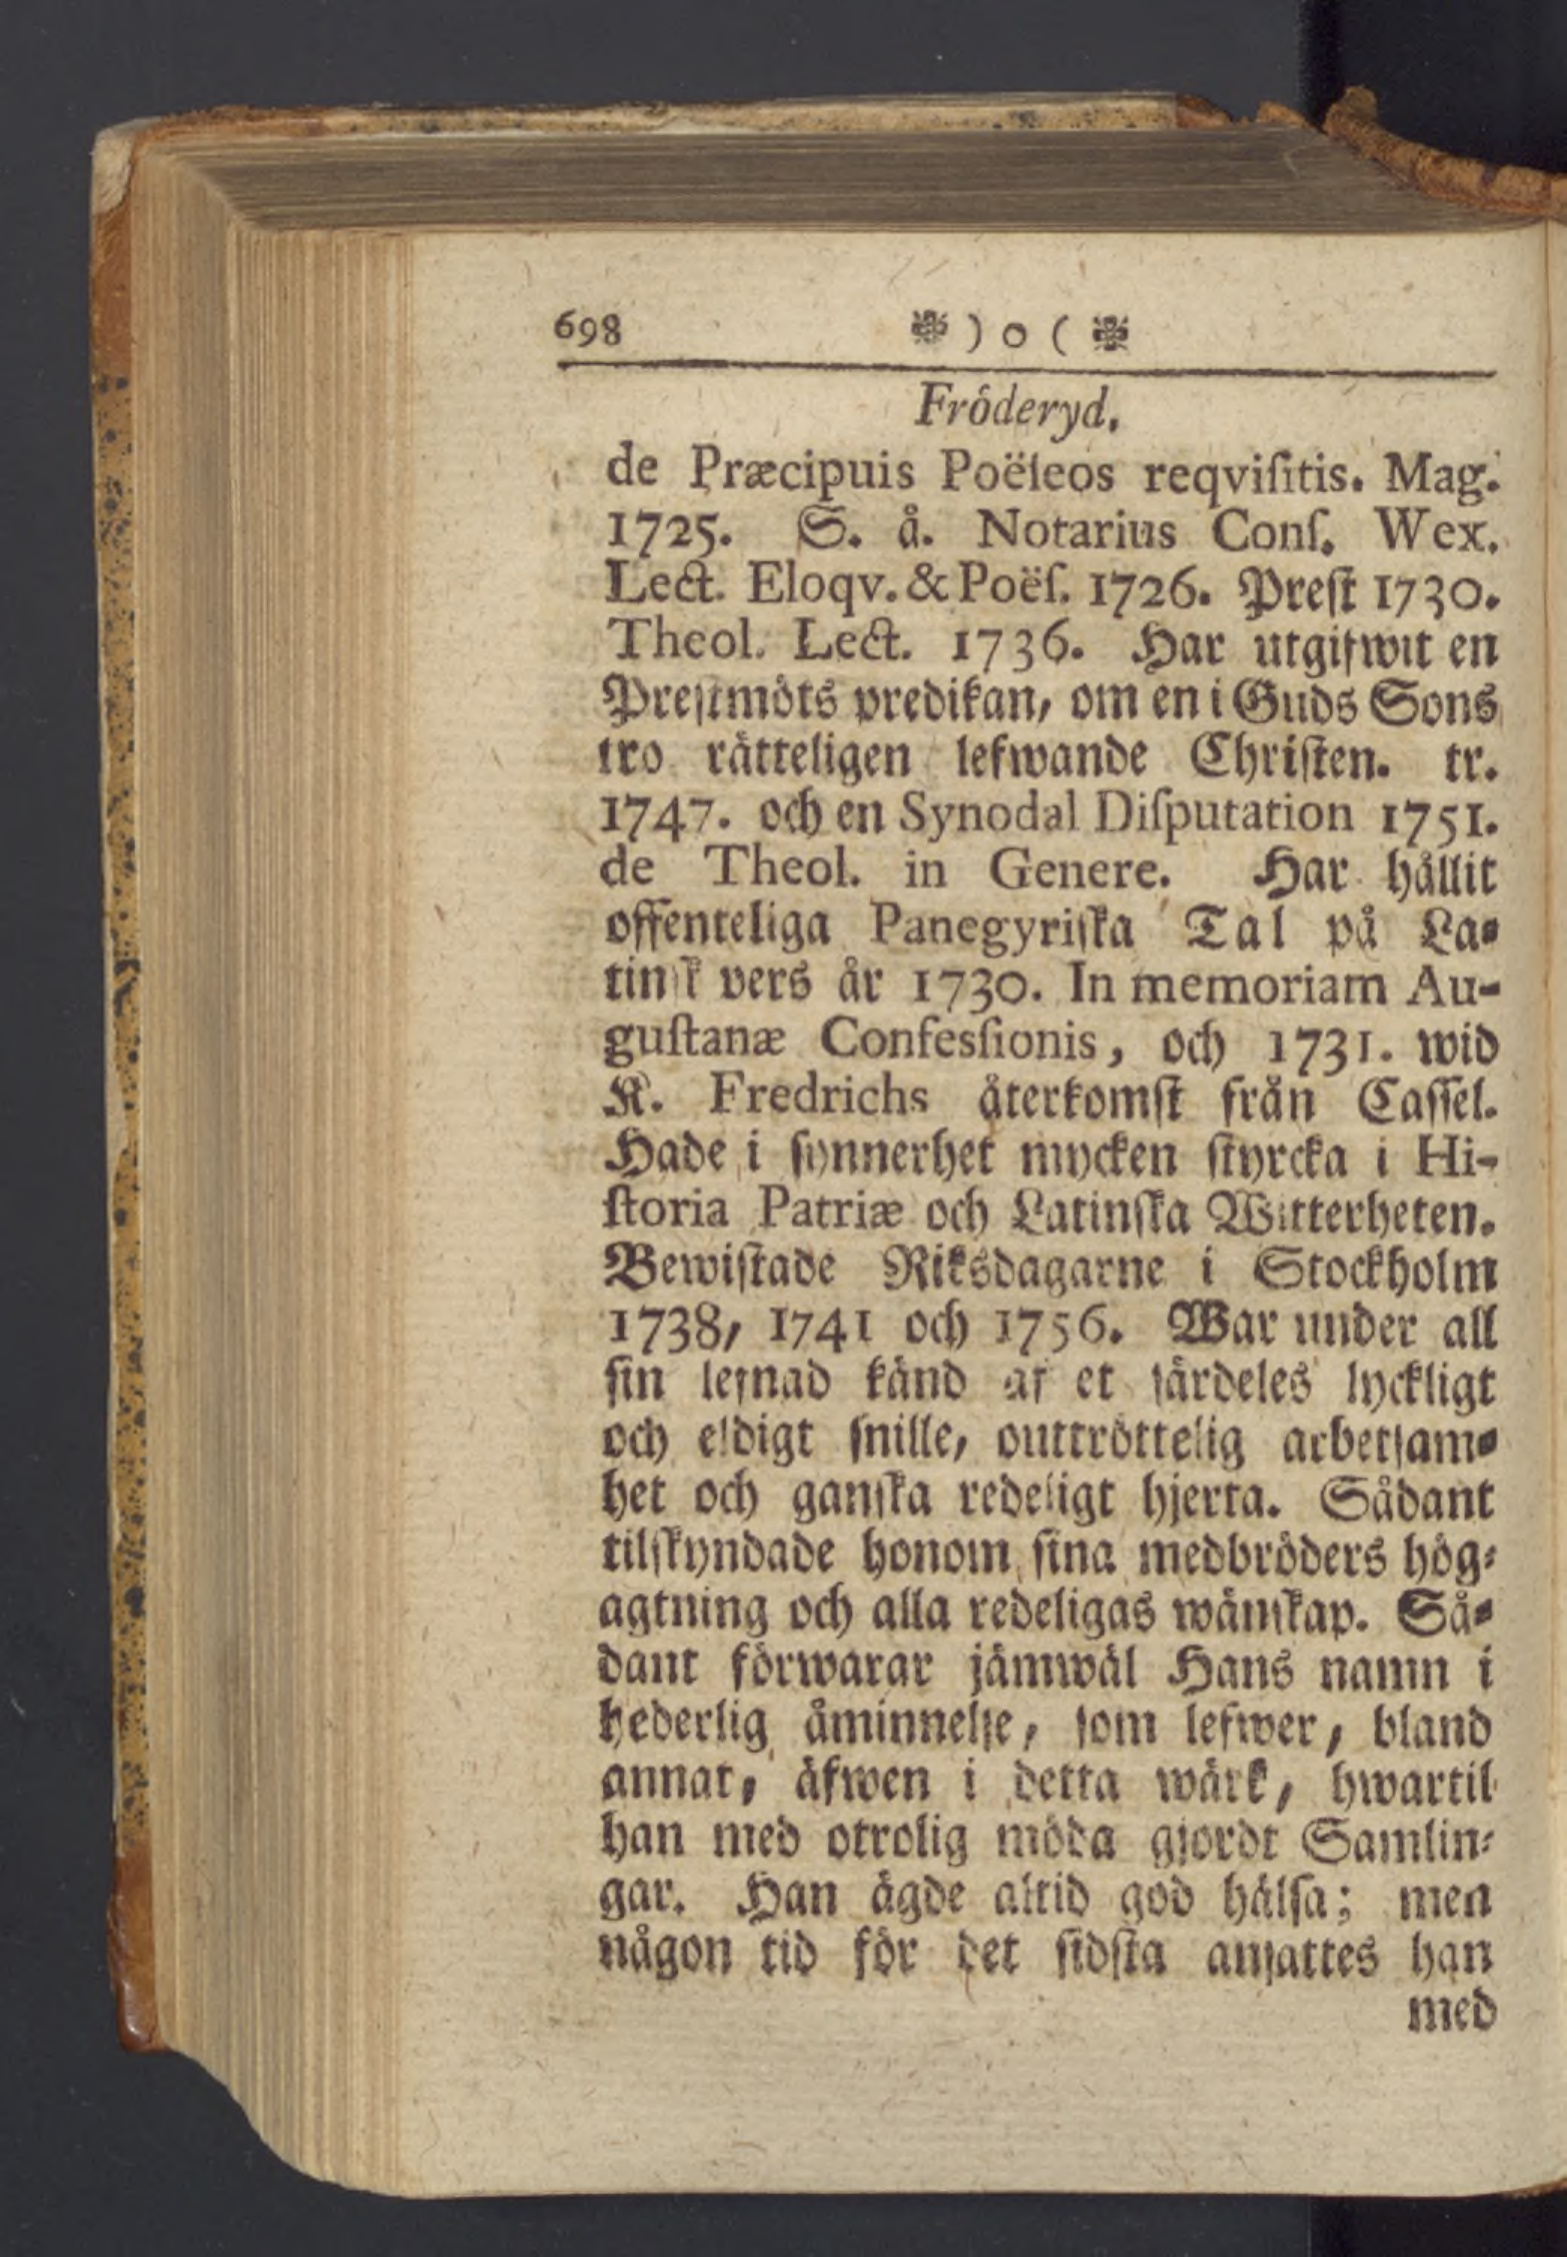 698 ❉ ) o ( ❉
Fröderyd.
de Præcipuis Poëseos reqvisitis. Mag.
1725. S. å. Notarius Cons. Wex.
Lect. Eloqv. & Poës. 1726. Prest 1730.
Theol. Lect. 1736. Har utgifwit en
Prestmöts predikan, om en i Guds Sons
tro rätteligen lefwande Christen. tr.
1747. och en Synodal Disputation 1751.
de Theol. in Genere. Har hållit
offenteliga Panegyriska Tal på La-
tinsk vers år 1730. In memoriam Au-
gustanæ Confessionis, och 1731. wid
K. Fredrichs återkomst från Cassel.
Hade i synnerhet mycken styrcka i Hi-
storia Patriæ och Latinska Witterheten.
Bewistade Riksdagarne i Stockholm
1738, 1741 och 1756. War under all
sin lefnad känd af et särdeles lyckligt
och eldigt snille, outtröttelig arbetsam-
het och ganska redeligt hjerta. Sådant
tilskyndade honom sina medbröders hög-
agtning och alla redeligas wänskap. Så-
dant förwarar jämwäl Hans namn i
hederlig åminnelse, som lefwer, bland
annat, äfwen i detta wärk, hwartil
han med otrolig möda gjordt Samlin-
gar. Han ägde altid god hälsa; men
någon tid för det sidsta ansattes han
med